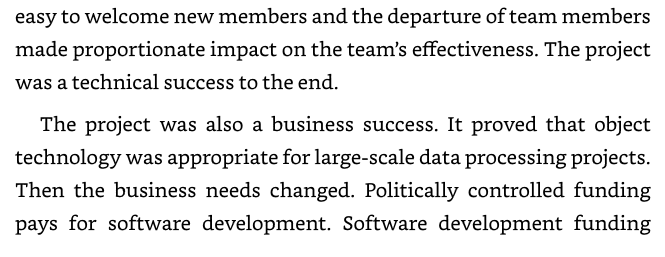 easy to welcome new members and the departure of team members
made proportionate impact on the team’s effectiveness. The project
was a technical success to the end.
The project was also a business success. It proved that object
technology was appropriate for large-scale data processing projects.
Then the business needs changed. Politically controlled funding
pays for software development. Software development funding